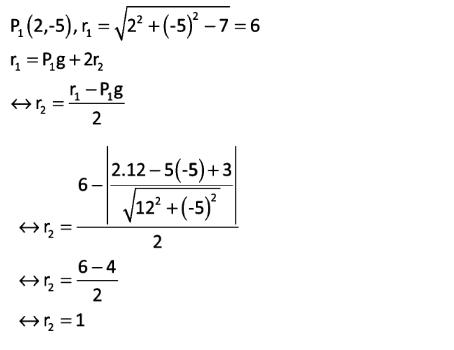 P₁(2,-5), r₁ = √(2² + (-5)² − 7) = 6
r₁ = P₁g + 2r₂
↔ r₂ = (r₁ − P₁g)/2
↔ r₂ = (6 − |(2.12 − 5(-5) + 3)/√(12² + (-5)²)|)/2
↔ r₂ = (6 − 4)/2
↔ r₂ = 1